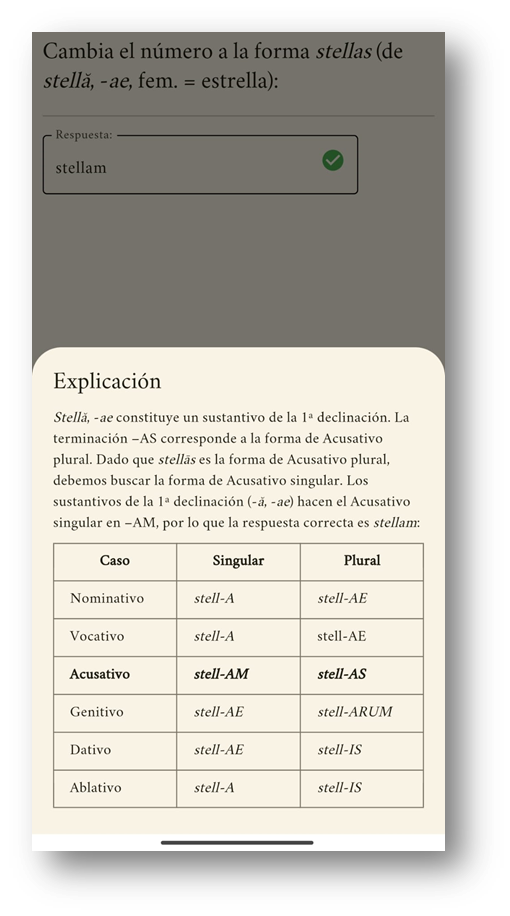 Cambia el número a la forma stellas (de
stellă, -ae, fem. = estrella):
Respuesta:
stellam
Explicación
Stellă, -ae constituye un sustantivo de la 1ª declinación. La
terminación –AS corresponde a la forma de Acusativo
plural. Dado que stellās es la forma de Acusativo plural,
debemos buscar la forma de Acusativo singular. Los
sustantivos de la 1ª declinación (-ă, -ae) hacen el Acusativo
singular en –AM, por lo que la respuesta correcta es stellam:
Caso Singular Plural
Nominativo stell-A stell-AE
Vocativo stell-A stell-AE
Acusativo stell-AM stell-AS
Genitivo stell-AE stell-ARUM
Dativo stell-AE stell-IS
Ablativo stell-A stell-IS